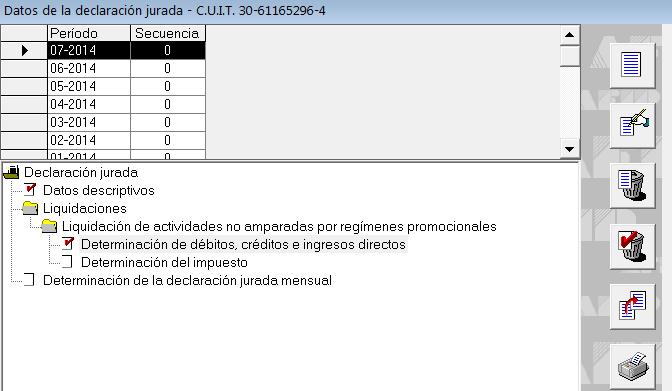 Datos de la declaración jurada - C.U.I.T. 30-61165296-4
Período Secuencia
07-2014 0
06-2014 0
05-2014 0
04-2014 0
03-2014 0
02-2014 0
01-2014 0
Declaración jurada
Datos descriptivos
Liquidaciones
Liquidación de actividades no amparadas por regímenes promocionales
Determinación de débitos, créditos e ingresos directos
Determinación del impuesto
Determinación de la declaración jurada mensual